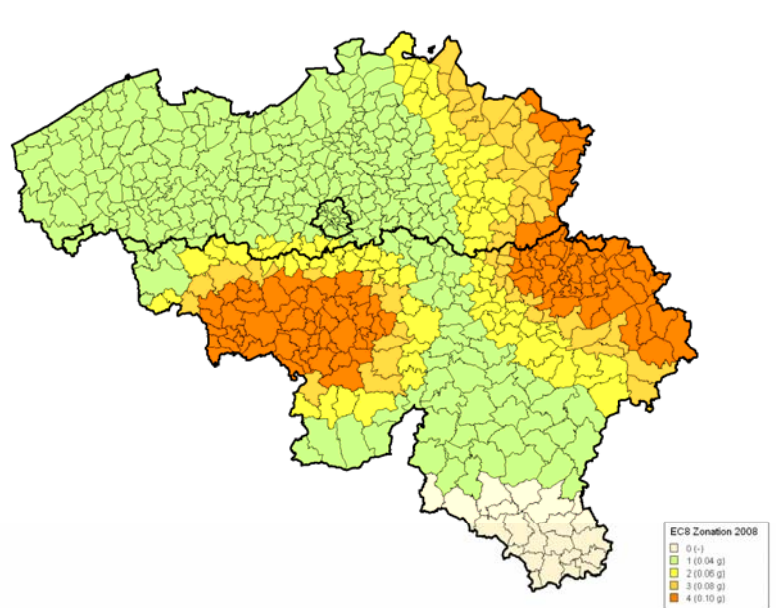 EC8 Zonation 2008
0 (-)
1 (0.04 g)
2 (0.06 g)
3 (0.08 g)
4 (0.10 g)